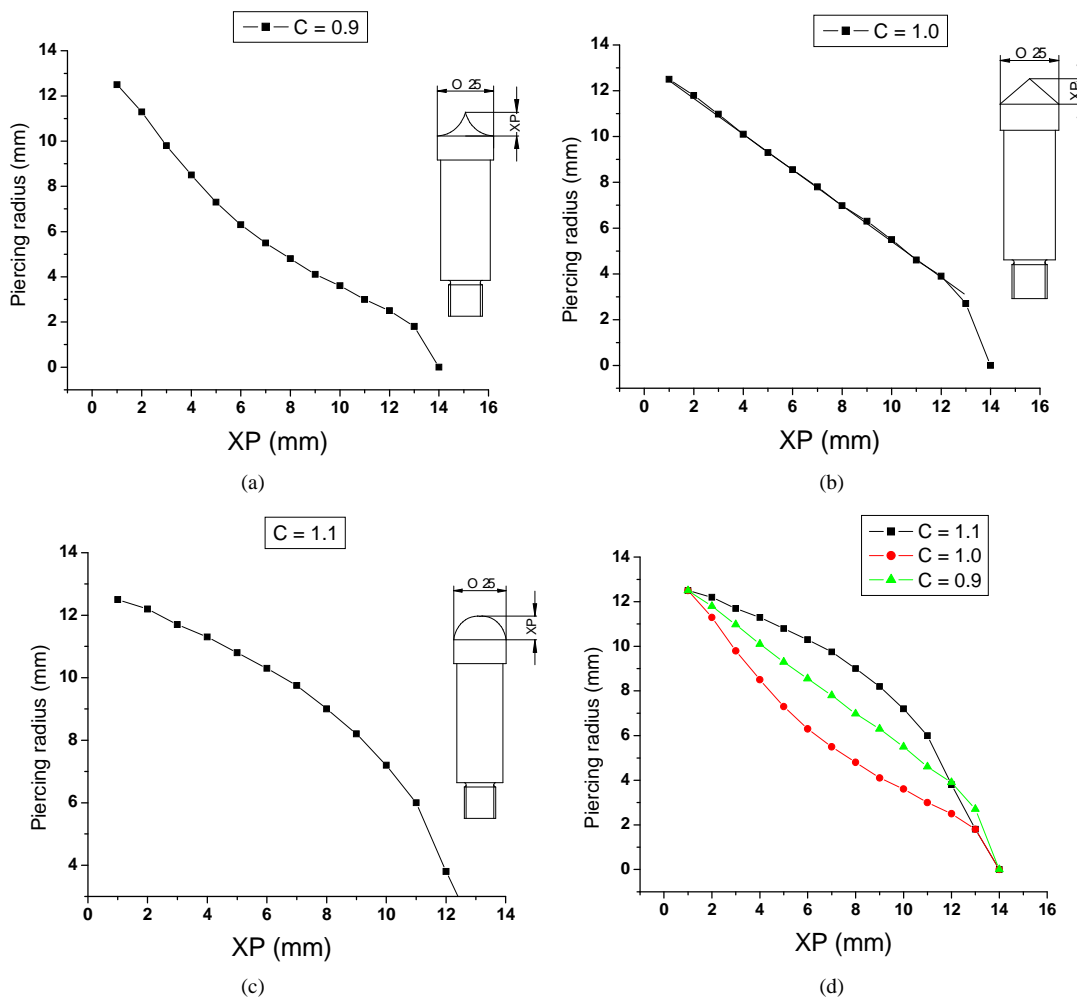 C = 0.9
14
12
10
8
6
4
2
0
Piercing radius (mm)
0 2 4 6 8 10 12 14 16
XP (mm)
O 25
XP
(a)
C = 1.0
14
12
10
8
6
4
2
0
Piercing radius (mm)
0 2 4 6 8 10 12 14 16
XP (mm)
O 25
XP
(b)
C = 1.1
14
12
10
8
6
4
Piercing radius (mm)
0 2 4 6 8 10 12 14
XP (mm)
O 25
XP
(c)
C = 1.1
C = 1.0
C = 0.9
14
12
10
8
6
4
2
0
Piercing radius (mm)
0 2 4 6 8 10 12 14 16
XP (mm)
(d)